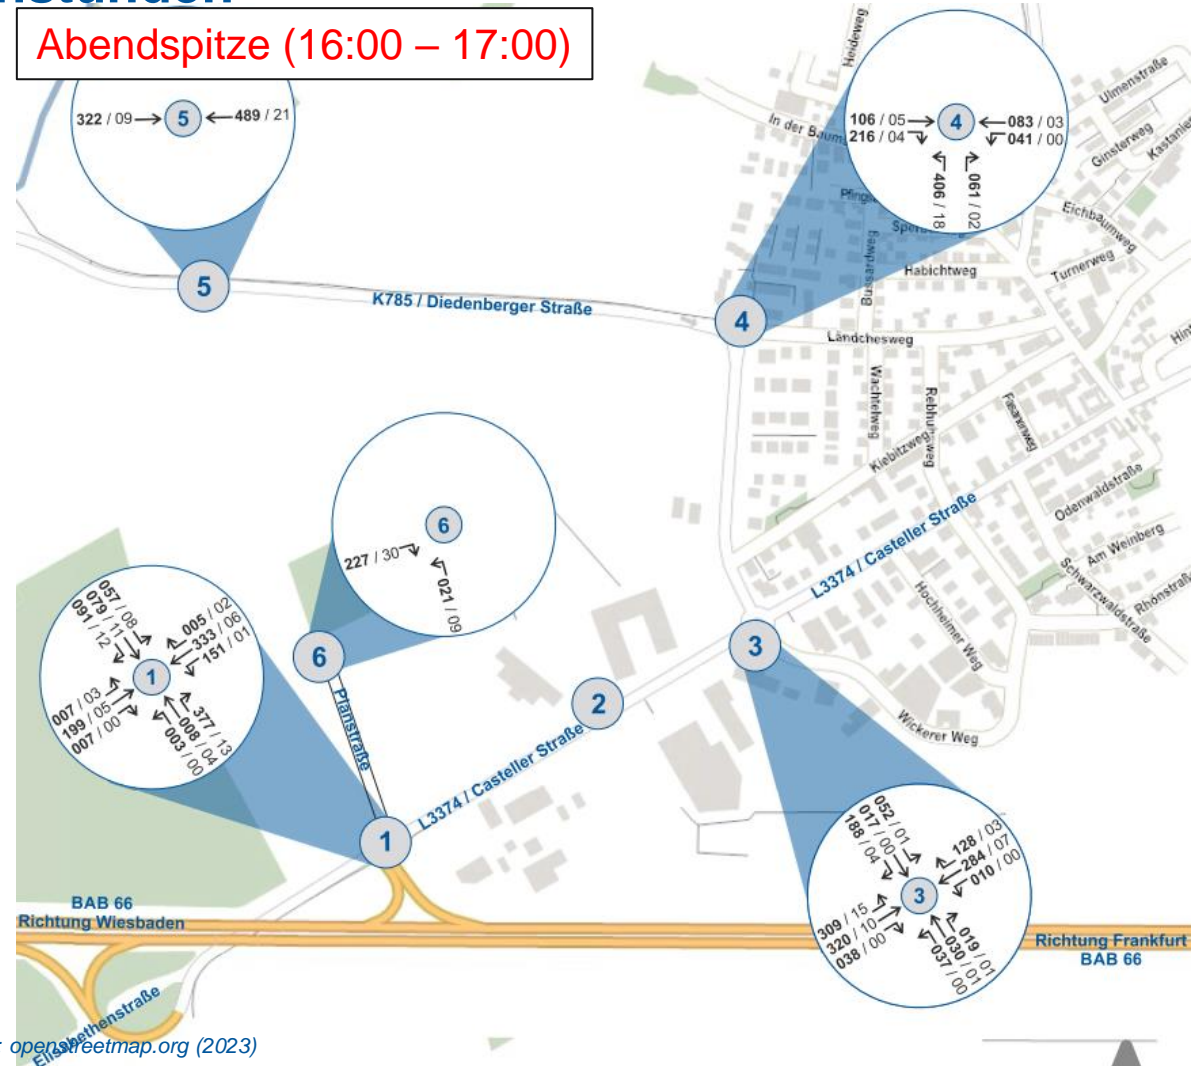 Abendspitze (16:00 – 17:00)
322 / 09
5
489 / 21
Heideweg
Ulmenstraße
In der
106 / 05
216 / 04
4
083 / 03
041 / 00
406 / 18
061 / 02
Ginsterweg
Eichbaumweg
Turnerweg
Habichtweg
Bussardweg
5
K785 / Diedenberger Straße
4
Ländchesweg
Wachtelweg
Rebhuhnweg
Fasanenweg
Kiebitzweg
Odenwaldstraße
Am Weinberg
Schwarzwaldstraße
Rhönstraße
L3374 / Casteller Straße
Hochheimer Weg
Wickerer Weg
6
227 / 30
021 / 09
6
Planstraße
057 / 08
079 / 11
091 / 12
005 / 02
333 / 06
151 / 01
1
007 / 03
199 / 05
007 / 00
377 / 13
008 / 04
003 / 00
3
2
L3374 / Casteller Straße
1
052 / 01
017 / 00
188 / 04
128 / 03
284 / 07
010 / 00
3
309 / 15
320 / 10
038 / 00
019 / 01
030 / 01
037 / 00
BAB 66
Richtung Wiesbaden
Richtung Frankfurt
BAB 66
Elisabethenstraße
openstreetmap.org (2023)